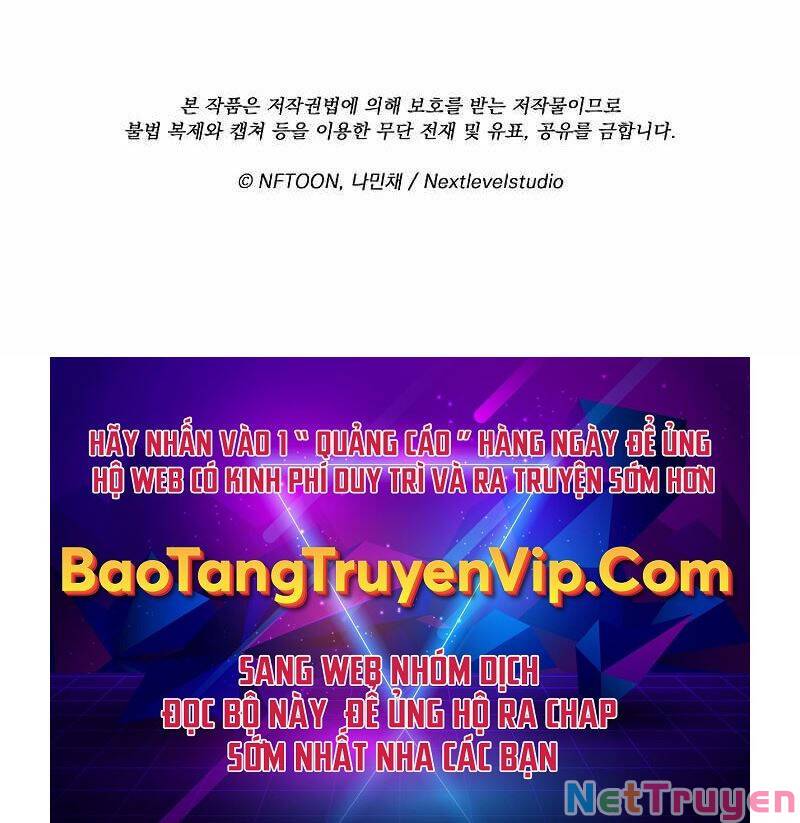 본 작품은 저작권법에 의해 보호를 받는 저작물이므로
불법 복제와 캡쳐 등을 이용한 무단 전재 및 유표, 공유를 금합니다.
© NFTOON, 나민채 / Nextlevelstudio
HÃY NHẤN VÀO 1 “ QUẢNG CÁO ” HÀNG NGÀY ĐỂ ỦNG
HỘ WEB CÓ KINH PHÍ DUY TRÌ VÀ RA TRUYỆN SỚM HƠN
BaoTangTruyenVip.Com
SANG WEB NHÓM DỊCH
ĐỌC BỘ NÀY ĐỂ ỦNG HỘ RA CHAP
SỚM NHẤT NHA CÁC BẠN
NetTruyen